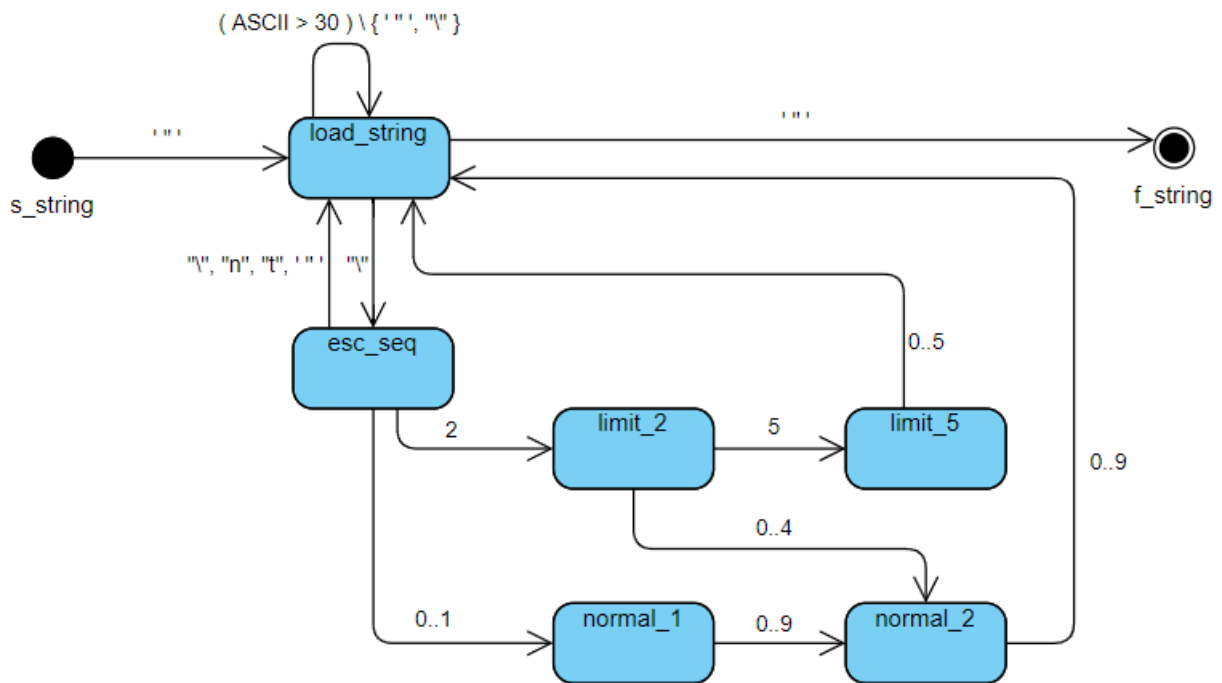 ( ASCII > 30 ) \ { ' " ', "\" }
load_string
' " '
' " '
s_string
f_string
"\", "n", "t", ' " '
"\"
esc_seq
0..5
2
limit_2
5
limit_5
0..9
0..4
0..1
normal_1
0..9
normal_2